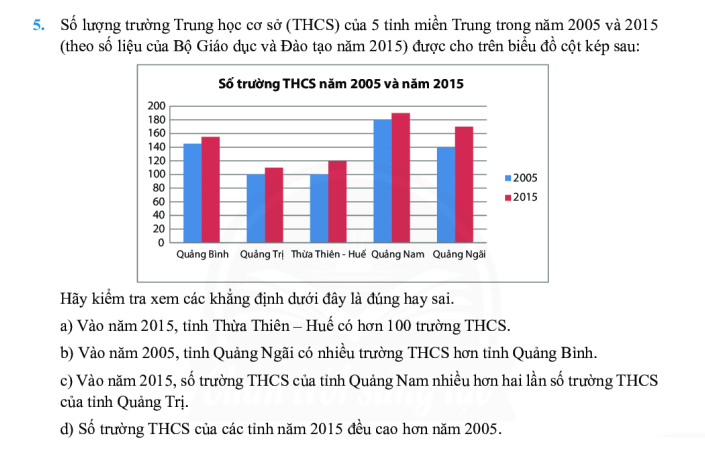 5. Số lượng trường Trung học cơ sở (THCS) của 5 tỉnh miền Trung trong năm 2005 và 2015
(theo số liệu của Bộ Giáo dục và Đào tạo năm 2015) được cho trên biểu đồ cột kép sau:
Số trường THCS năm 2005 và năm 2015
200
180
160
140
120
100
80
60
40
20
0
2005
2015
Quảng Bình Quảng Trị Thừa Thiên - Huế Quảng Nam Quảng Ngãi
Hãy kiểm tra xem các khẳng định dưới đây là đúng hay sai.
a) Vào năm 2015, tỉnh Thừa Thiên – Huế có hơn 100 trường THCS.
b) Vào năm 2005, tỉnh Quảng Ngãi có nhiều trường THCS hơn tỉnh Quảng Bình.
c) Vào năm 2015, số trường THCS của tỉnh Quảng Nam nhiều hơn hai lần số trường THCS
của tỉnh Quảng Trị.
d) Số trường THCS của các tỉnh năm 2015 đều cao hơn năm 2005.